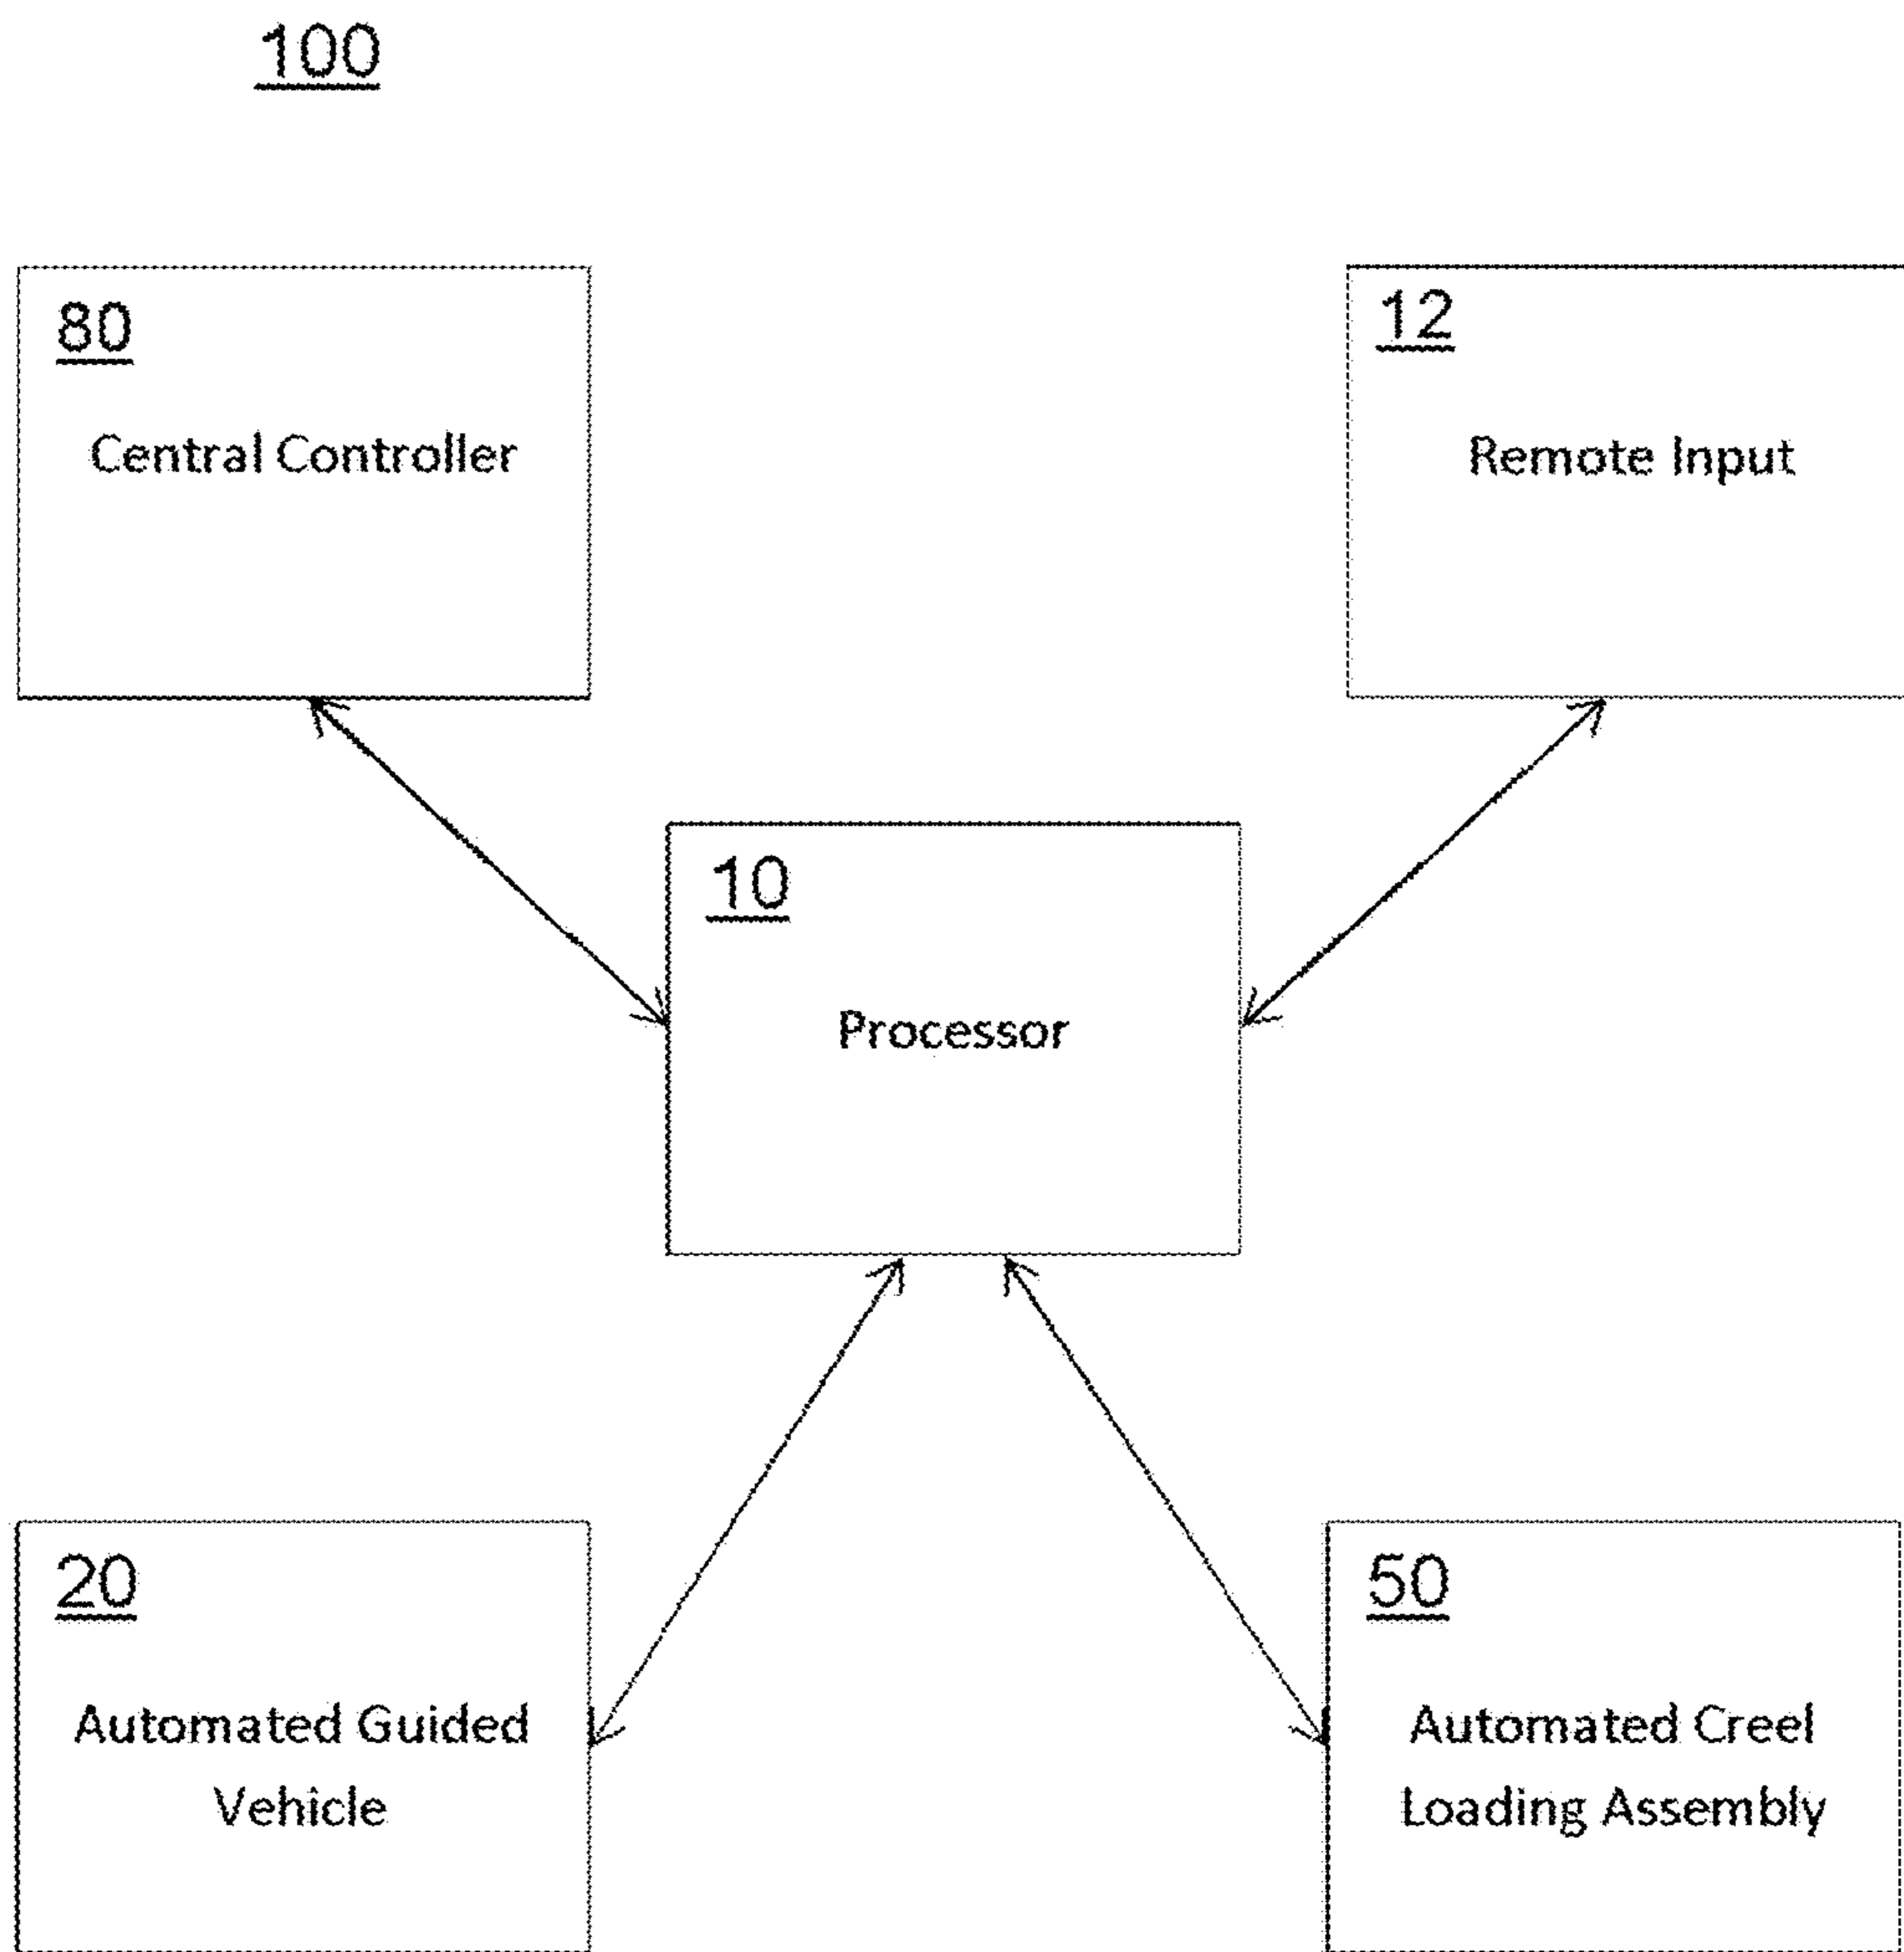 100
80
Central Controller
12
Remote Input
10
Processor
20
Automated Guided
Vehicle
50
Automated Creel
Loading Assembly